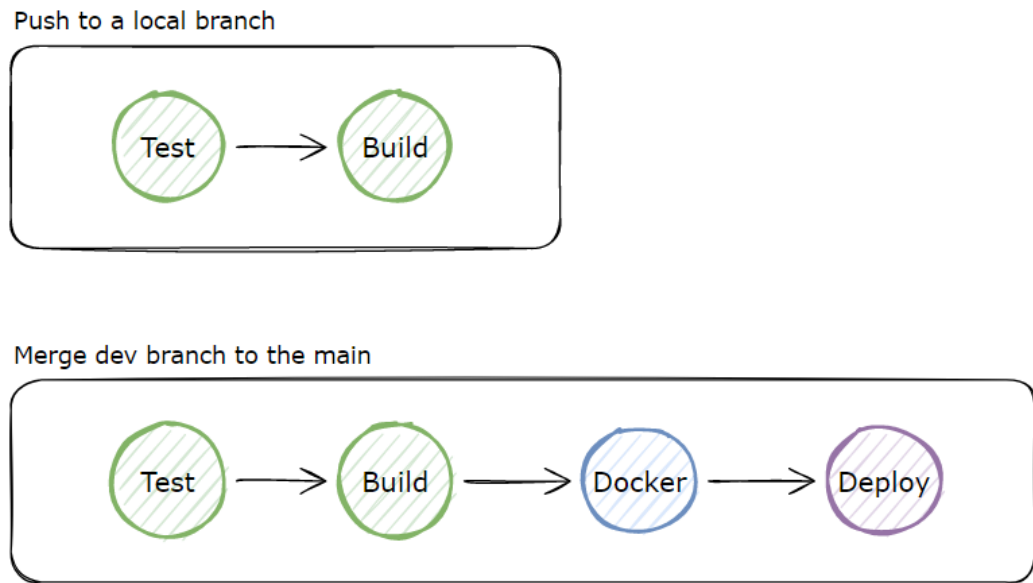 Push to a local branch
Test
Build
Merge dev branch to the main
Test
Build
Docker
Deploy